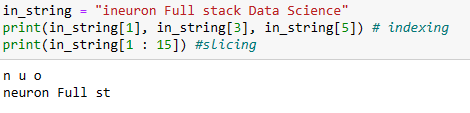 in_string = "ineuron Full stack Data Science"
print(in_string[1], in_string[3], in_string[5]) # indexing
print(in_string[1 : 15]) #slicing
n u o
neuron Full st